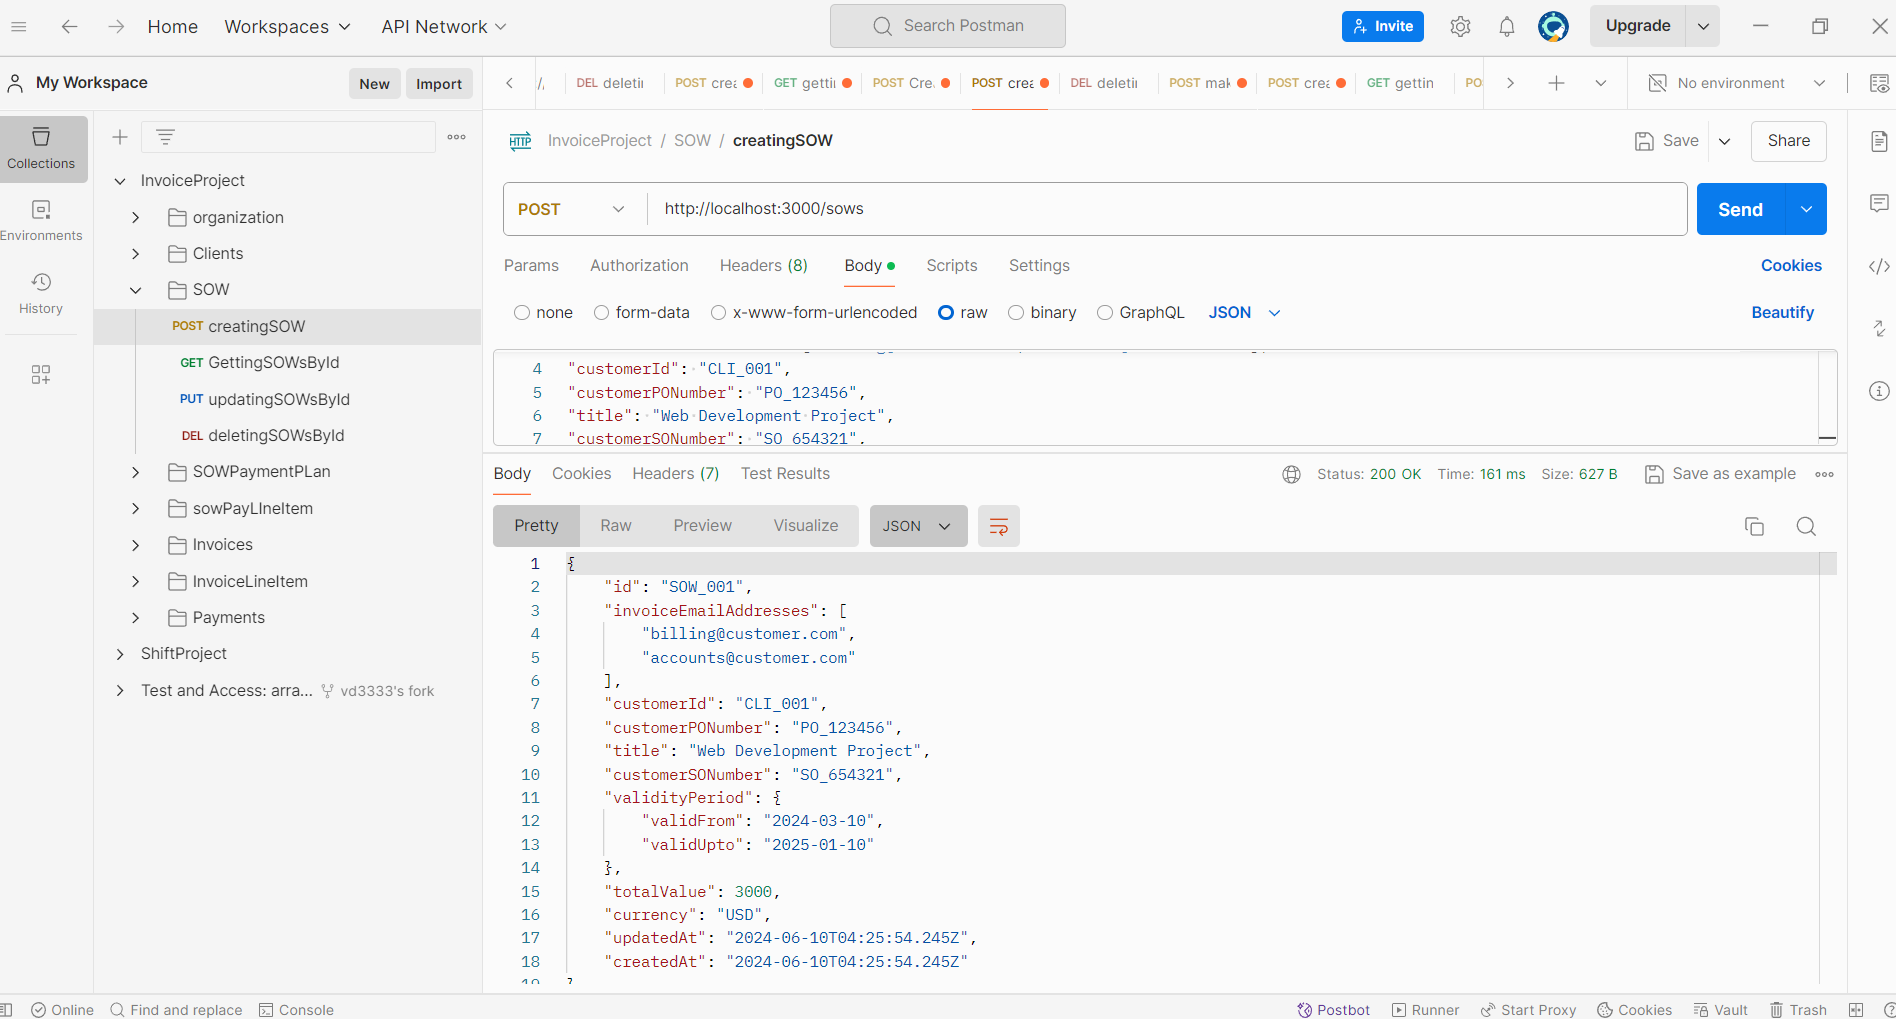 Home Workspaces API Network Search Postman Invite Upgrade
My Workspace New Import
// DEL deletin POST crea GET gettin POST Cre POST crea DEL deletin POST mak POST crea GET gettin PO No environment
Collections
Environments
History
InvoiceProject
organization
Clients
SOW
POST creatingSOW
GET GettingSOWsById
PUT updatingSOWsById
DEL deletingSOWsById
SOWPaymentPLan
sowPayLIneItem
Invoices
InvoiceLineItem
Payments
ShiftProject
Test and Access: arra... vd3333's fork
HTTP InvoiceProject / SOW / creatingSOW Save Share
POST http://localhost:3000/sows Send
Params Authorization Headers (8) Body Scripts Settings Cookies
none form-data x-www-form-urlencoded raw binary GraphQL JSON Beautify
4 "customerId": "CLI_001",
5 "customerPONumber": "PO_123456",
6 "title": "Web Development Project",
7 "customerSONumber": "SO_654321",
Body Cookies Headers (7) Test Results Status: 200 OK Time: 161 ms Size: 627 B Save as example
Pretty Raw Preview Visualize JSON
1 {
2 "id": "SOW_001",
3 "invoiceEmailAddresses": [
4 "billing@customer.com",
5 "accounts@customer.com"
6 ],
7 "customerId": "CLI_001",
8 "customerPONumber": "PO_123456",
9 "title": "Web Development Project",
10 "customerSONumber": "SO_654321",
11 "validityPeriod": {
12 "validFrom": "2024-03-10",
13 "validUpto": "2025-01-10"
14 },
15 "totalValue": 3000,
16 "currency": "USD",
17 "updatedAt": "2024-06-10T04:25:54.245Z",
18 "createdAt": "2024-06-10T04:25:54.245Z"
19 }
Online Find and replace Console Postbot Runner Start Proxy Cookies Vault Trash